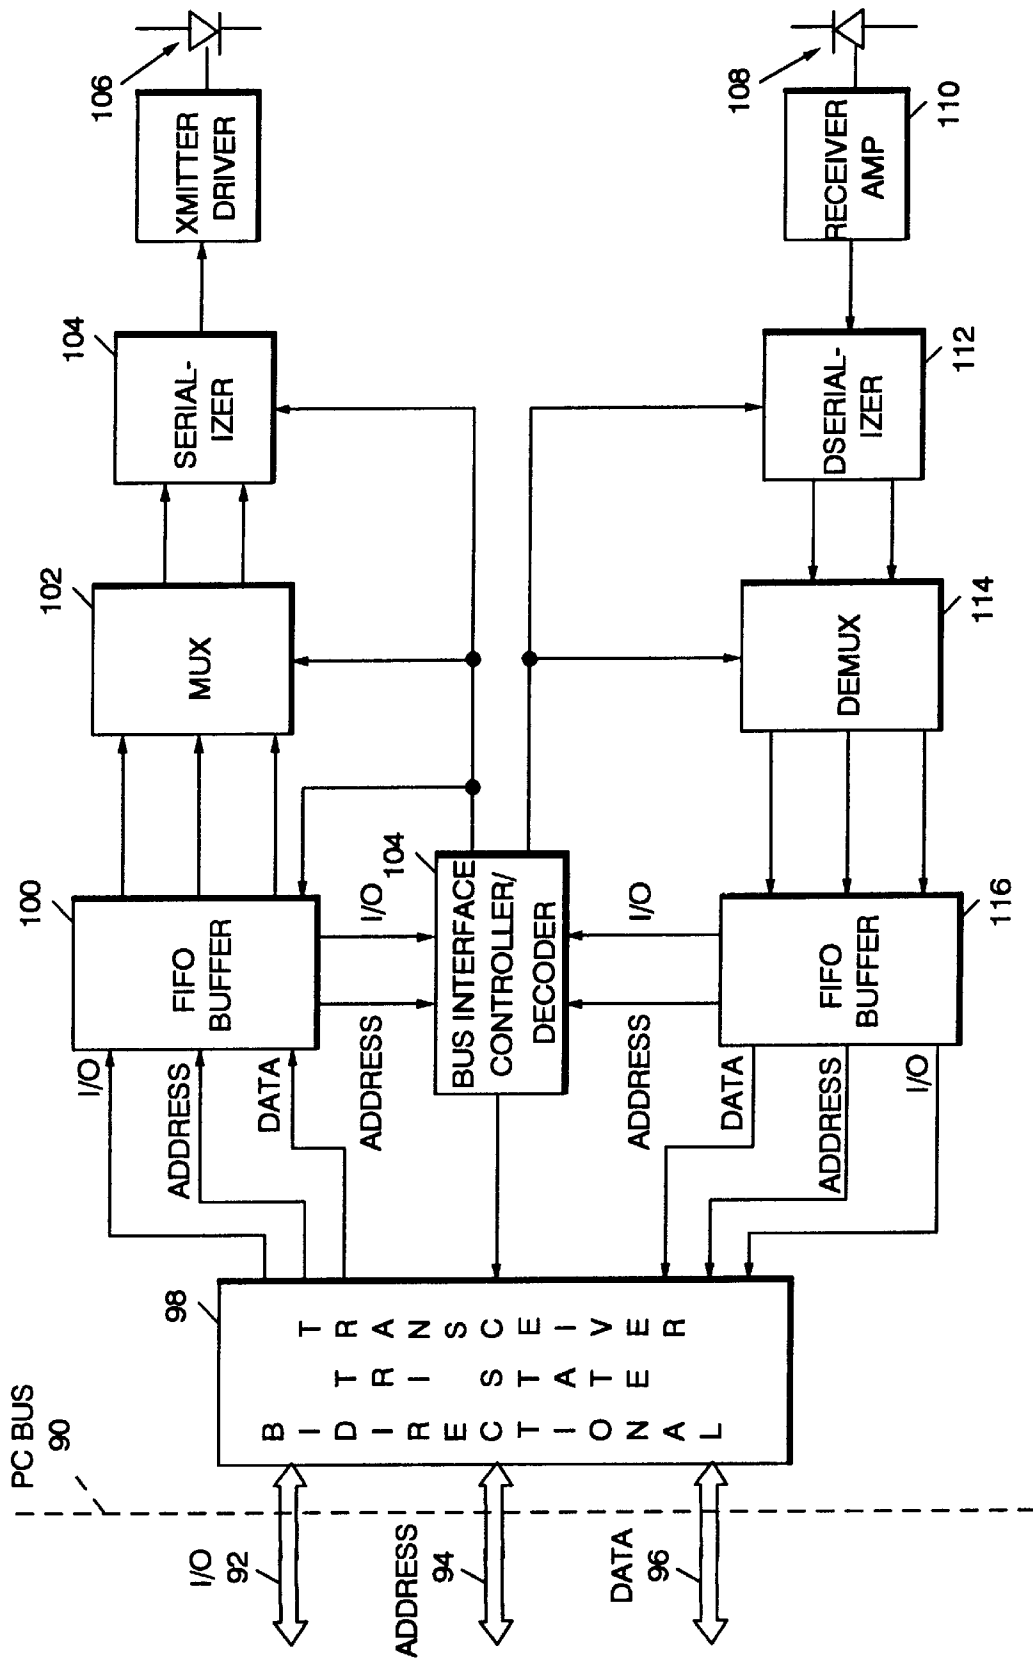 PC BUS
90
I/O
92
ADDRESS
94
DATA
96
98
BIDIRECTIONAL
TRI STATE
TRANSCEIVER
I/O
ADDRESS
DATA
100
FIFO
BUFFER
I/O
ADDRESS
102
MUX
104
SERIAL-
IZER
XMITTER
DRIVER
106
104
BUS INTERFACE
CONTROLLER/
DECODER
ADDRESS
I/O
DATA
ADDRESS
I/O
FIFO
BUFFER
116
DEMUX
114
DSERIAL-
IZER
112
RECEIVER
AMP
110
108